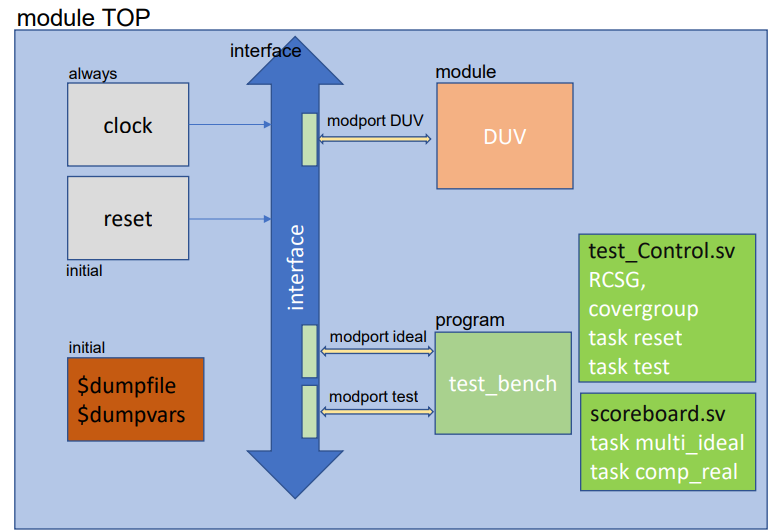 module TOP
interface
always
clock
module
modport DUV
DUV
reset
initial
interface
test_Control.sv
RCSG,
covergroup
task reset
task test
program
modport ideal
initial
$dumpfile
$dumpvars
test_bench
modport test
scoreboard.sv
task multi_ideal
task comp_real